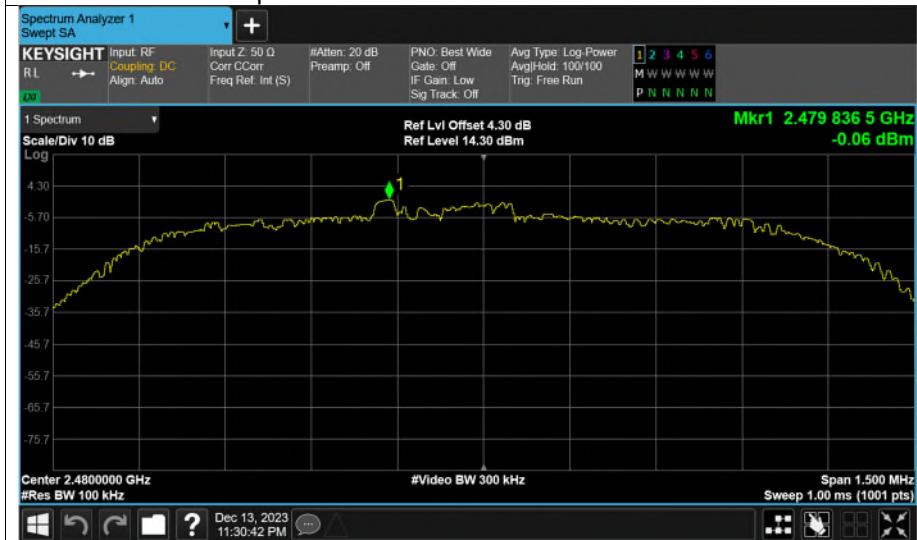 Spectrum Analyzer 1
Swept SA
+
KEYSIGHT Input: RF Input Z: 50 Ω #Atten: 20 dB PNO: Best Wide Avg Type: Log-Power 1 2 3 4 5 6
R L Coupling: DC Corr CCorr Preamp: Off Gate: Off Avg|Hold: 100/100 M W W W W W
Align: Auto Freq Ref: Int (S) IF Gain: Low Trig: Free Run P N N N N N
Sig Track: Off
1 Spectrum Ref Lvl Offset 4.30 dB Mkr1 2.479 836 5 GHz
Scale/Div 10 dB Ref Level 14.30 dBm -0.06 dBm
Log
1
4.30
-5.70
-15.7
-25.7
-35.7
-45.7
-55.7
-65.7
-75.7
Center 2.4800000 GHz #Video BW 300 kHz Span 1.500 MHz
#Res BW 100 kHz Sweep 1.00 ms (1001 pts)
? Dec 13, 2023
11:30:42 PM